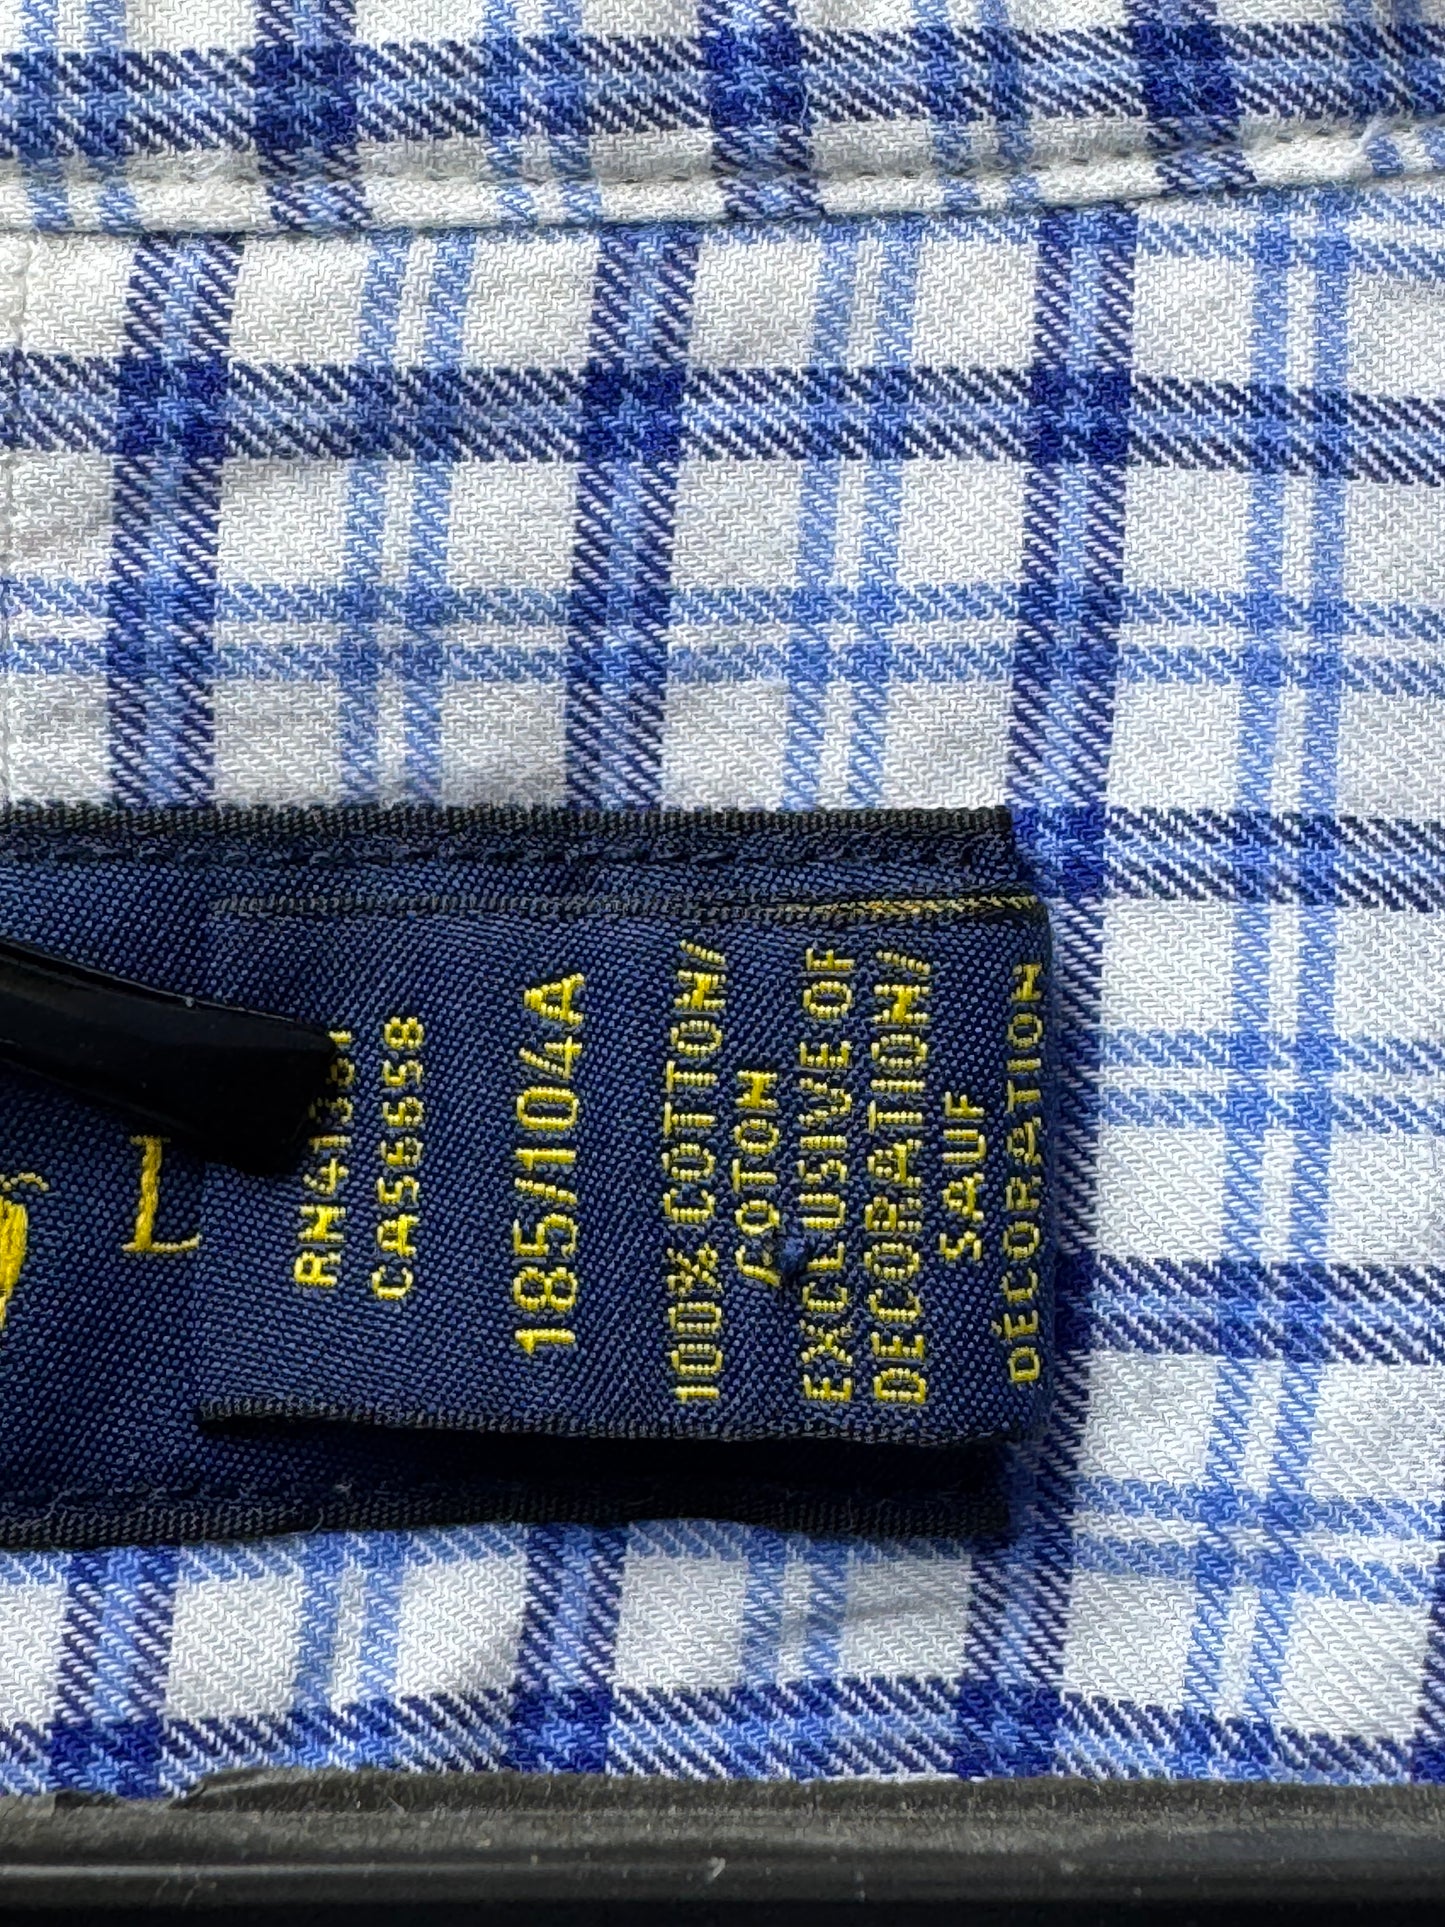 L
RN41381
CA56658
185/104A
100% COTTON/
COTON
EXCLUSIVE OF
DECORATION/
SAUF
DÉCORATION